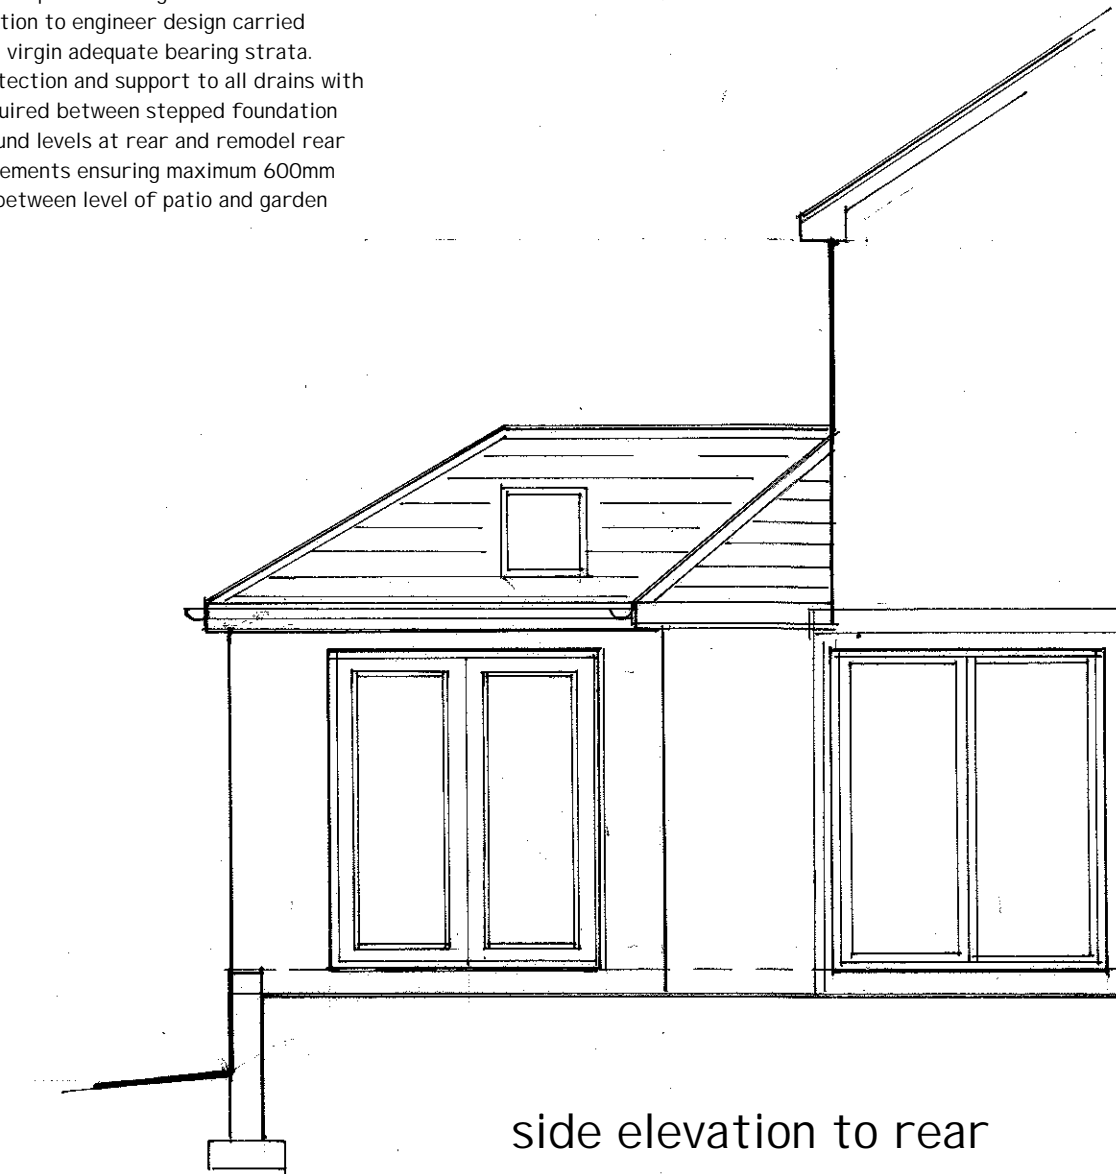 tion to engineer design carried
virgin adequate bearing strata.
tection and support to all drains with
uired between stepped foundation
und levels at rear and remodel rear
ements ensuring maximum 600mm
between level of patio and garden
side elevation to rear